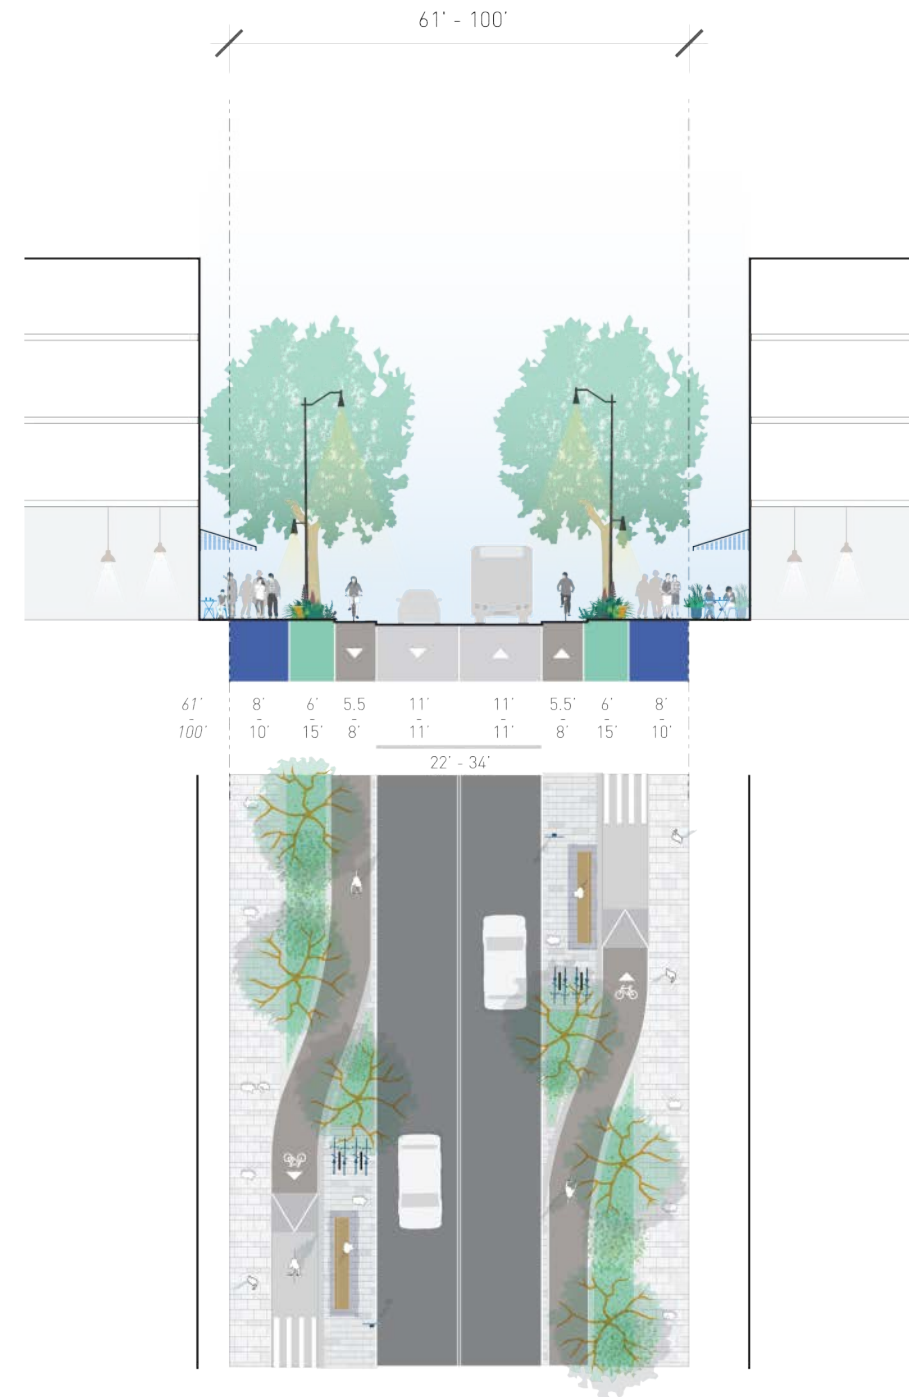 61' - 100'
61' 8' 6' 5.5 11' 11' 5.5' 6' 8'
- - - - - - - - -
100' 10' 15' 8' 11' 11' 8' 15' 10'
22' - 34'